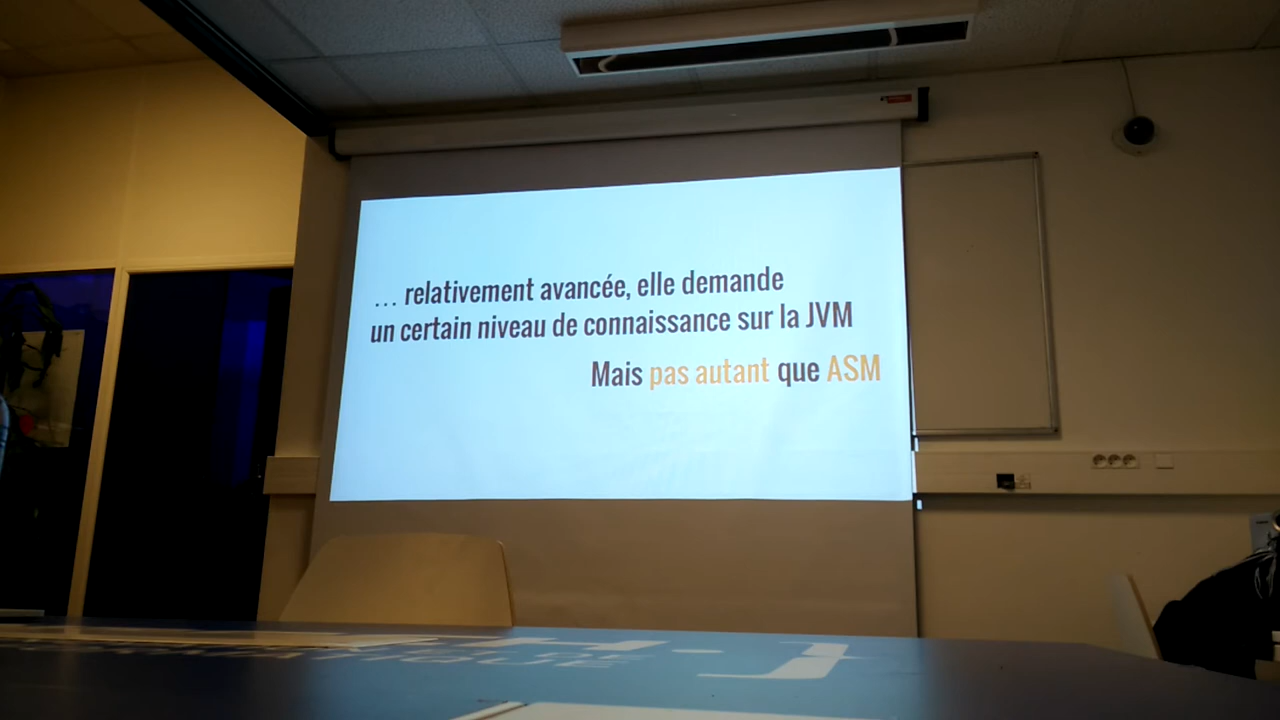 … relativement avancée, elle demande
un certain niveau de connaissance sur la JVM
Mais pas autant que ASM